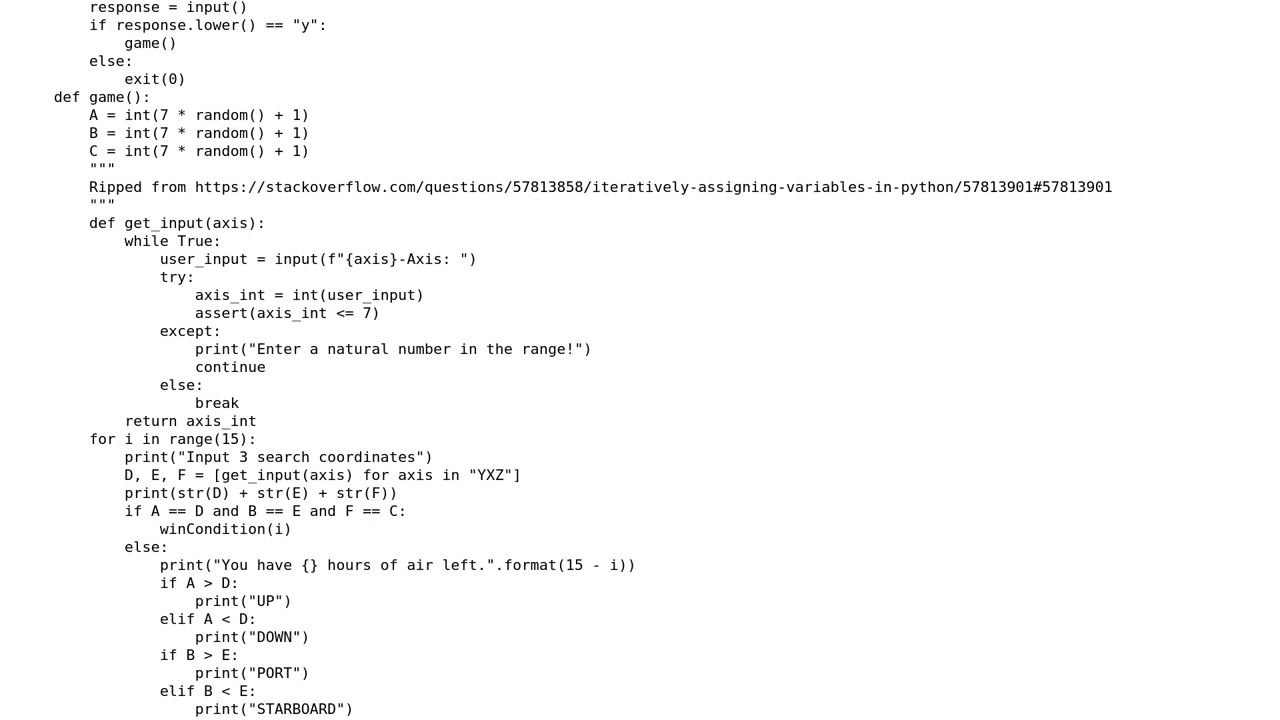 response = input()
if response.lower() == "y":
game()
else:
exit(0)
def game():
A = int(7 * random() + 1)
B = int(7 * random() + 1)
C = int(7 * random() + 1)
"""
Ripped from https://stackoverflow.com/questions/57813858/iteratively-assigning-variables-in-python/57813901#57813901
"""
def get_input(axis):
while True:
user_input = input(f"{axis}-Axis: ")
try:
axis_int = int(user_input)
assert(axis_int <= 7)
except:
print("Enter a natural number in the range!")
continue
else:
break
return axis_int
for i in range(15):
print("Input 3 search coordinates")
D, E, F = [get_input(axis) for axis in "YXZ"]
print(str(D) + str(E) + str(F))
if A == D and B == E and F == C:
winCondition(i)
else:
print("You have {} hours of air left.".format(15 - i))
if A > D:
print("UP")
elif A < D:
print("DOWN")
if B > E:
print("PORT")
elif B < E:
print("STARBOARD")